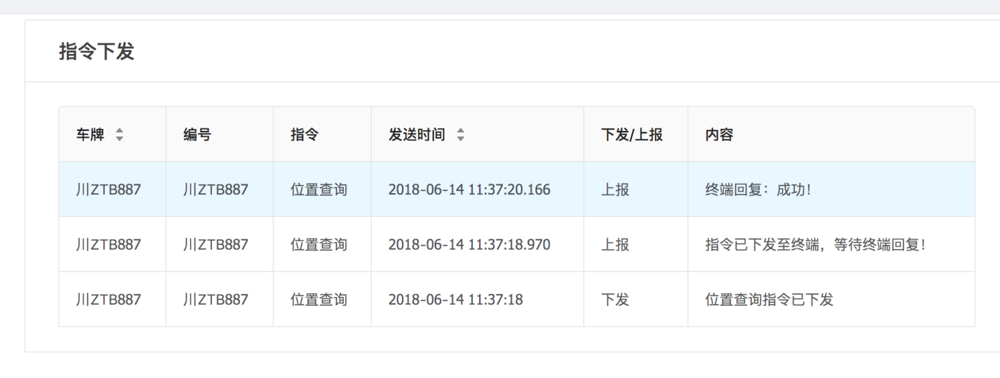 指令下发
车牌 编号 指令 发送时间 下发/上报 内容
川ZTB887 川ZTB887 位置查询 2018-06-14 11:37:20.166 上报 终端回复：成功！
川ZTB887 川ZTB887 位置查询 2018-06-14 11:37:18.970 上报 指令已下发至终端，等待终端回复！
川ZTB887 川ZTB887 位置查询 2018-06-14 11:37:18 下发 位置查询指令已下发